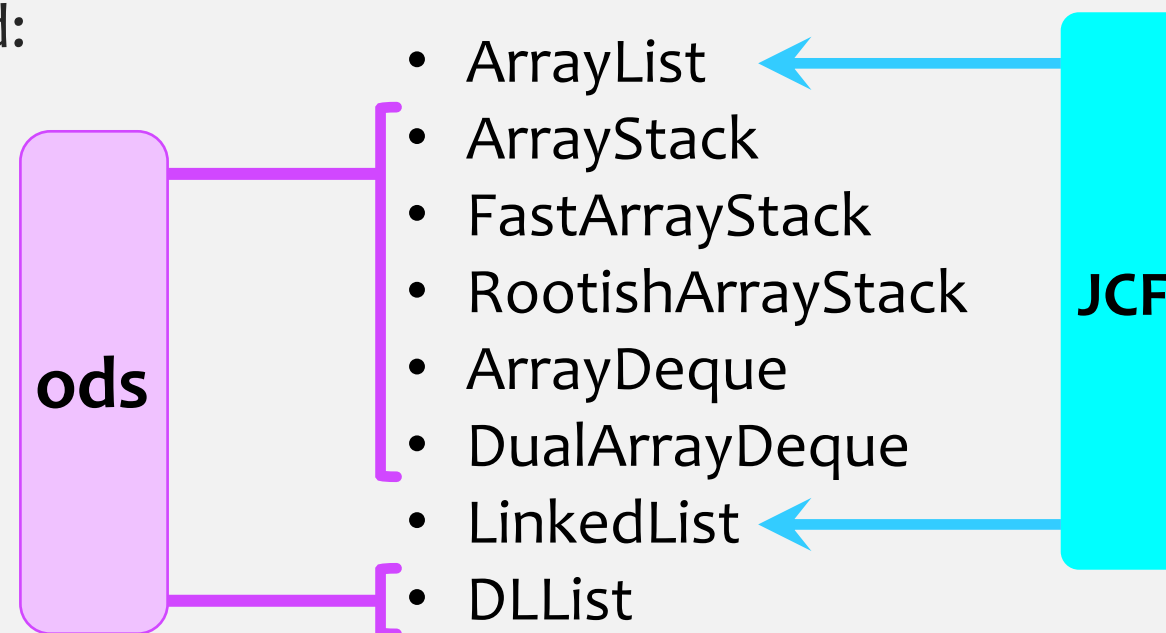 • ArrayList
• ArrayStack
• FastArrayStack
• RootishArrayStack
• ArrayDeque
• DualArrayDeque
• LinkedList
• DLList
ods
JCF